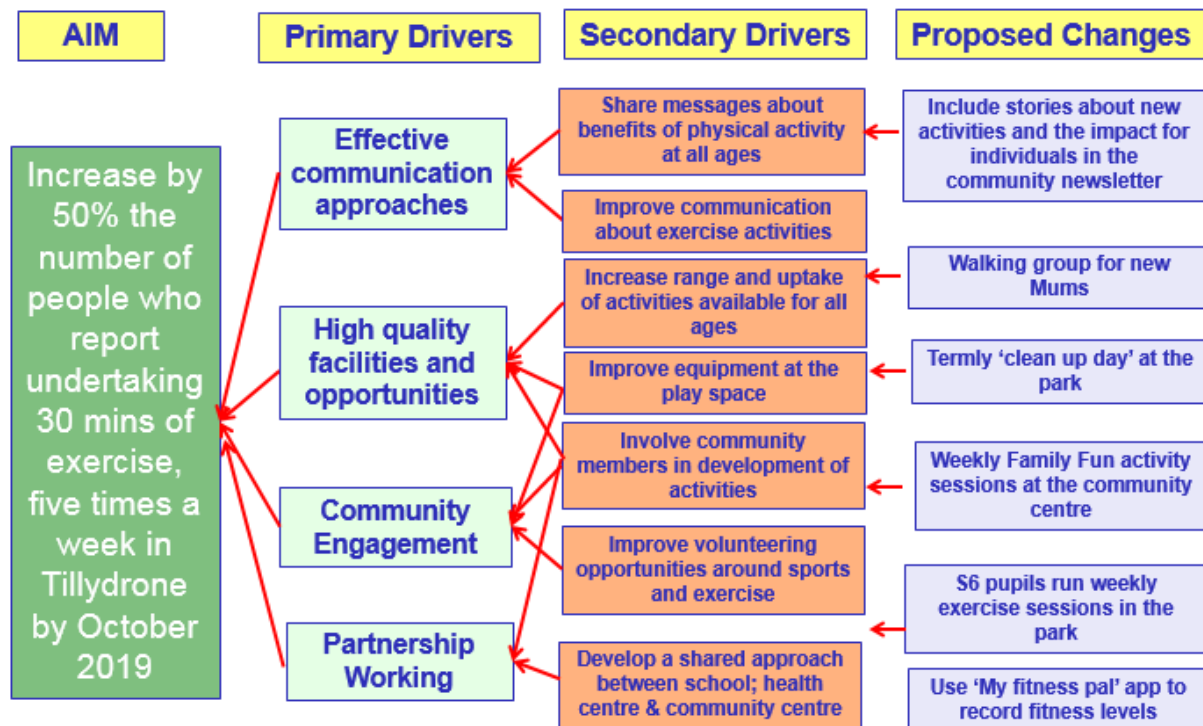 AIM
Primary Drivers
Secondary Drivers
Proposed Changes
Increase by
50% the
number of
people who
report
undertaking
30 mins of
exercise,
five times a
week in
Tillydrone
by October
2019
Effective
communication
approaches
High quality
facilities and
opportunities
Community
Engagement
Partnership
Working
Share messages about
benefits of physical activity
at all ages
Improve communication
about exercise activities
Increase range and uptake
of activities available for all
ages
Improve equipment at the
play space
Involve community
members in development of
activities
Improve volunteering
opportunities around sports
and exercise
Develop a shared approach
between school; health
centre & community centre
Include stories about new
activities and the impact for
individuals in the
community newsletter
Walking group for new
Mums
Termly ‘clean up day’ at the
park
Weekly Family Fun activity
sessions at the community
centre
S6 pupils run weekly
exercise sessions in the
park
Use ‘My fitness pal’ app to
record fitness levels